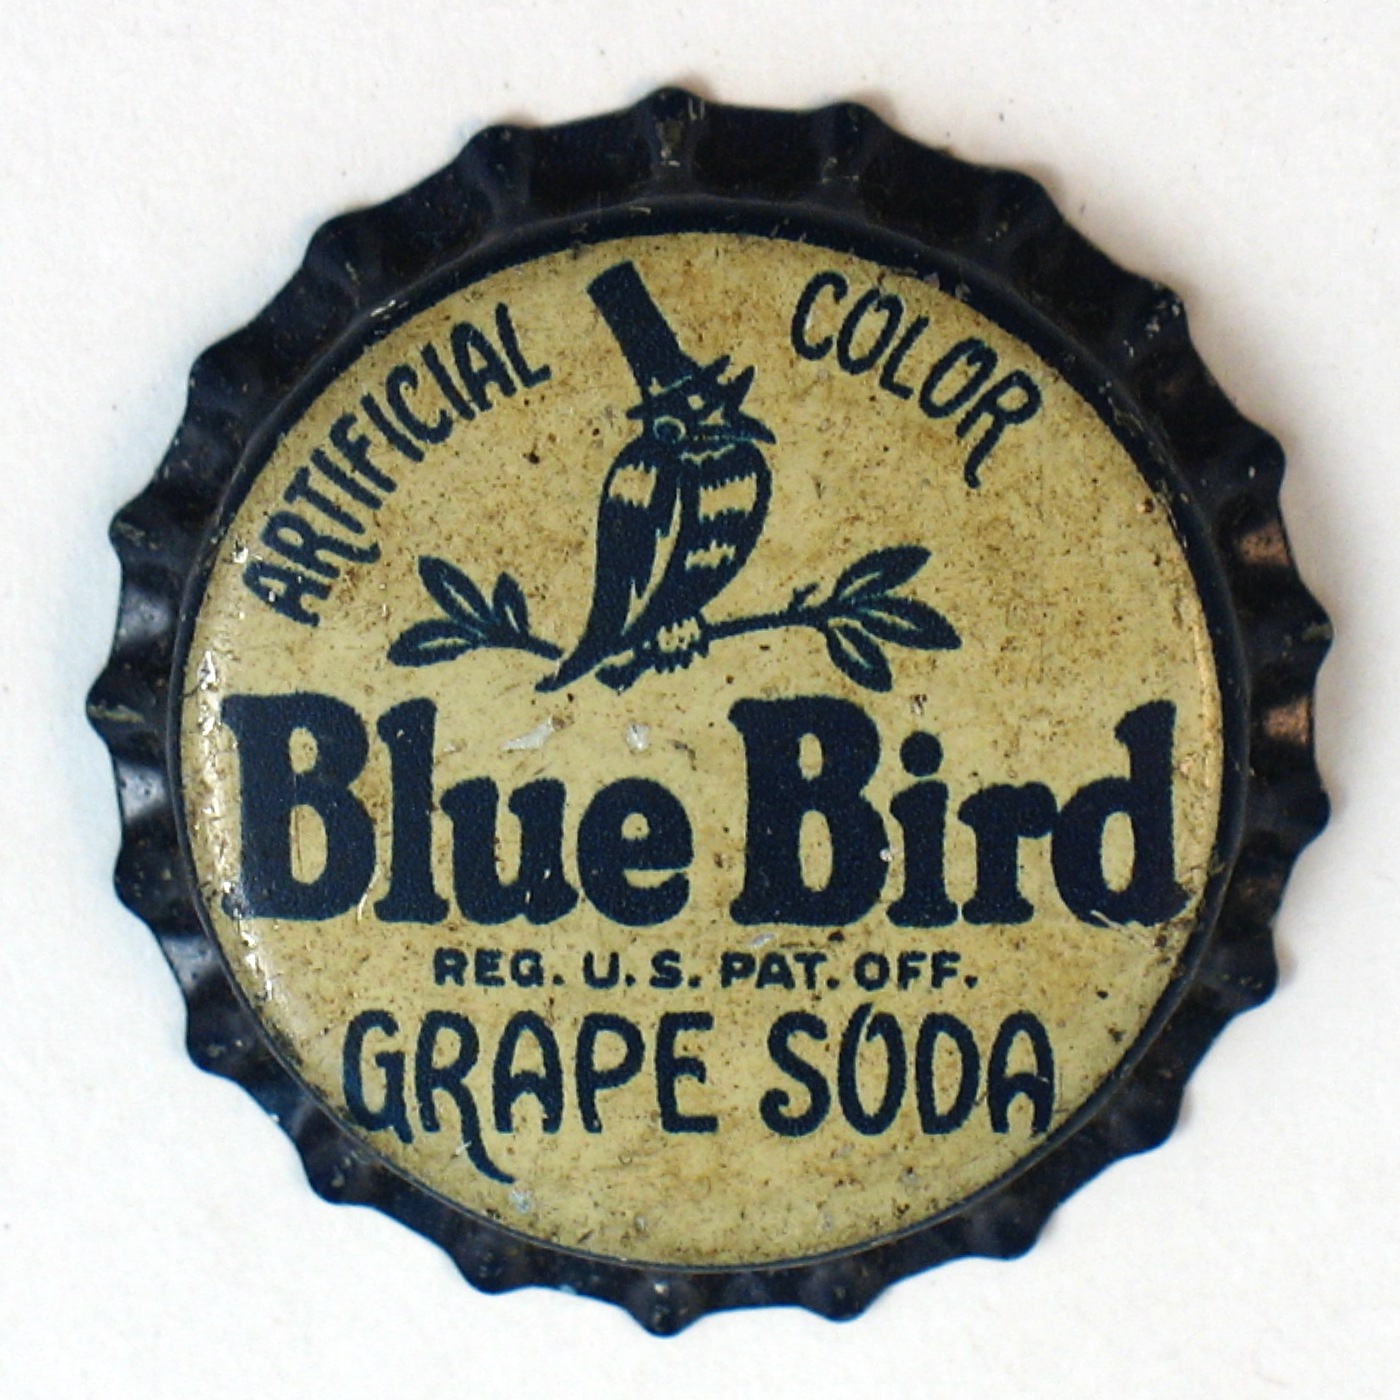 ARTIFICIAL COLOR
Blue Bird
REG. U.S. PAT. OFF.
GRAPE SODA